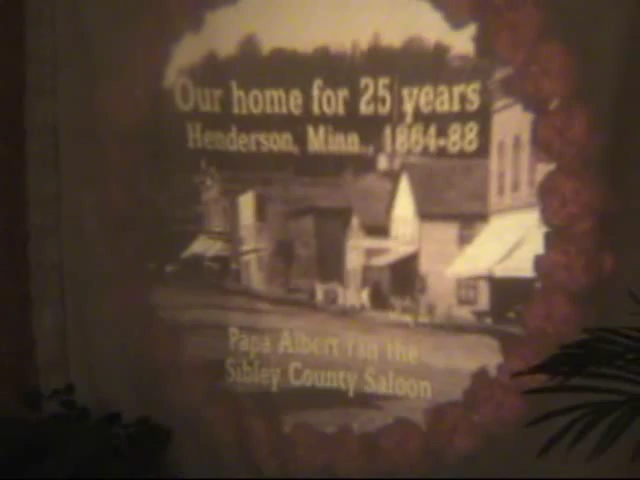 Our home for 25 years
Henderson, Minn., 1864-88
Papa Albert ran the
Sibley County Saloon